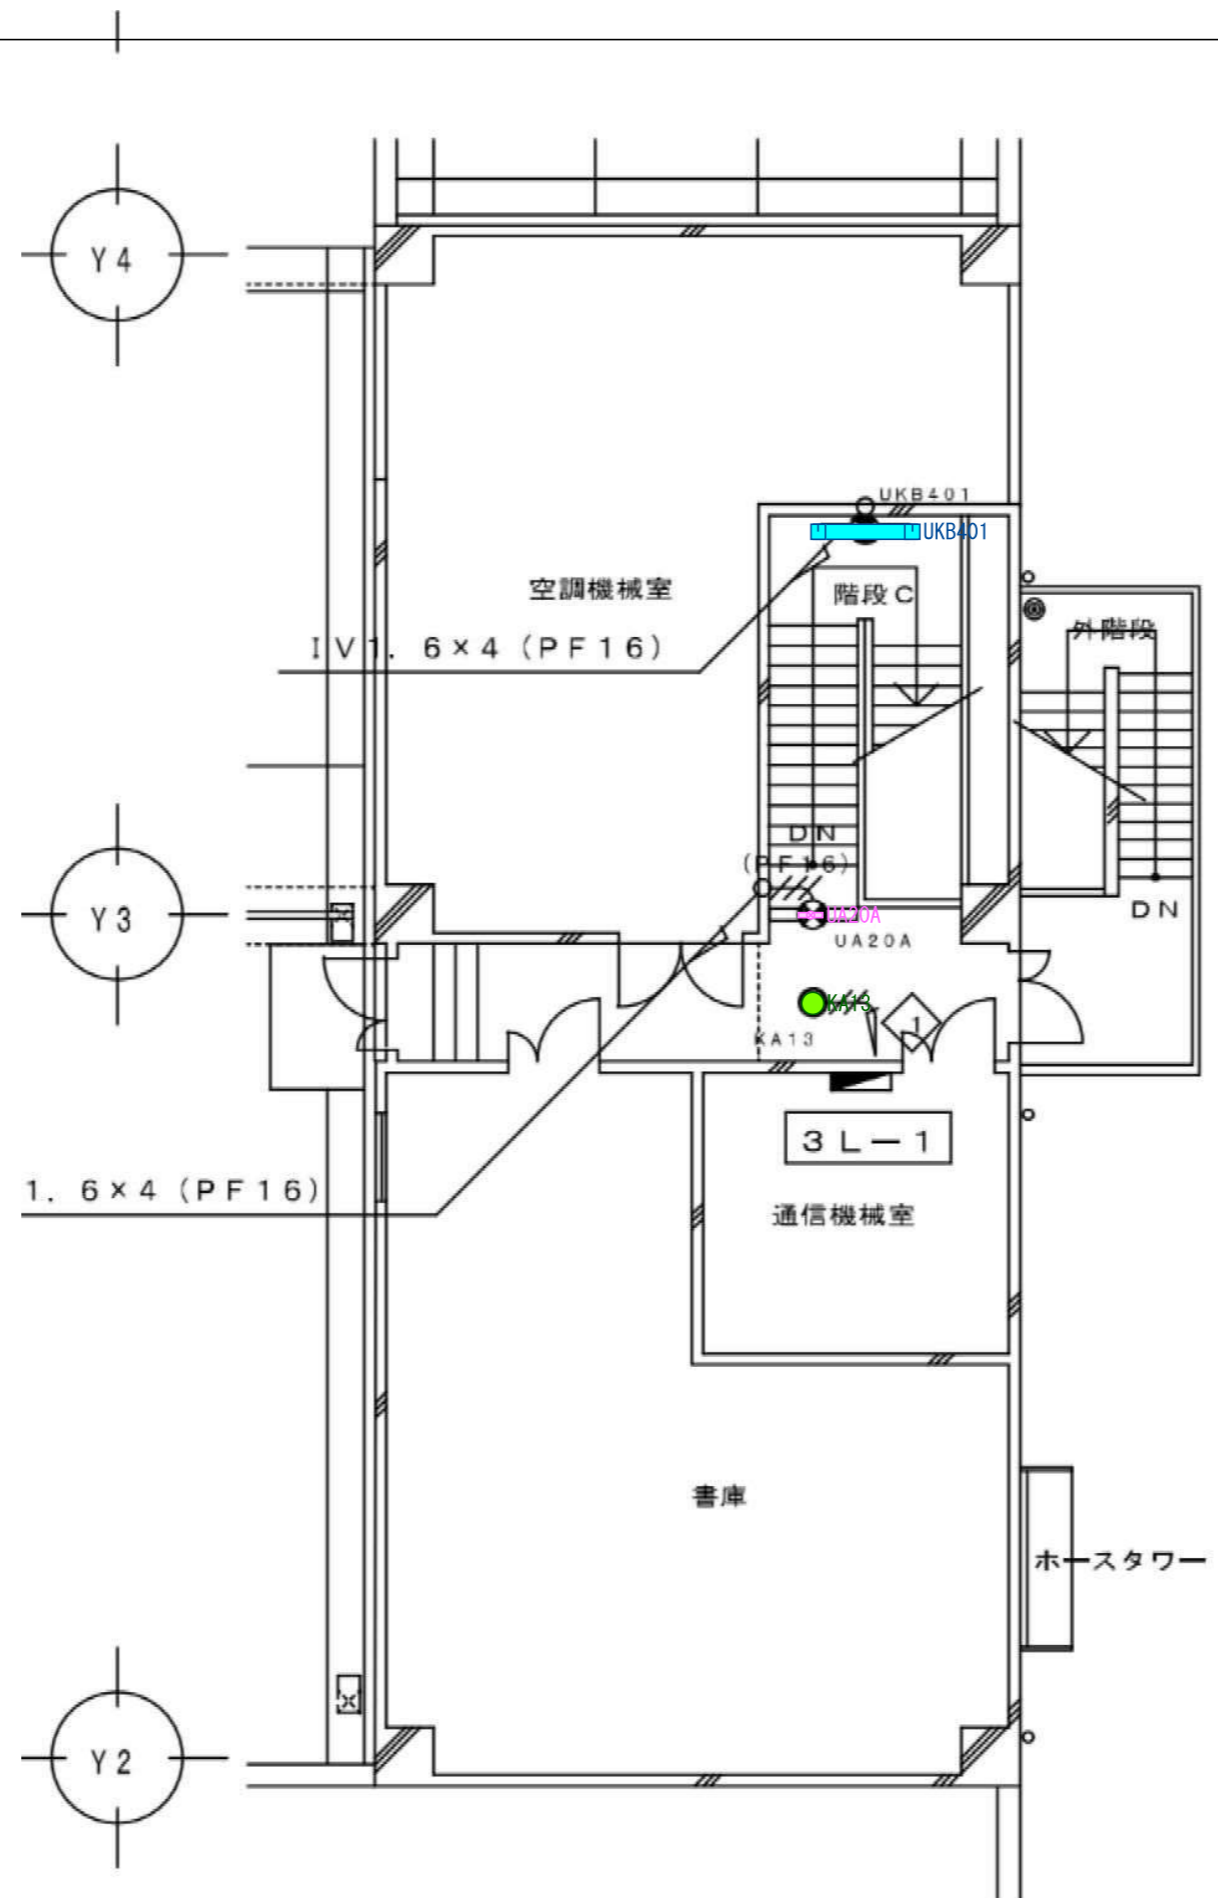 Y4
UKB401
UKB401
空調機械室
階段C
外階段
IV1. 6×4(PF16)
DN
(PF16)
Y3
UA20A
DN
UA20A
KA13
1
KA13
3L-1
1. 6×4(PF16)
通信機械室
書庫
ホースタワー
Y2